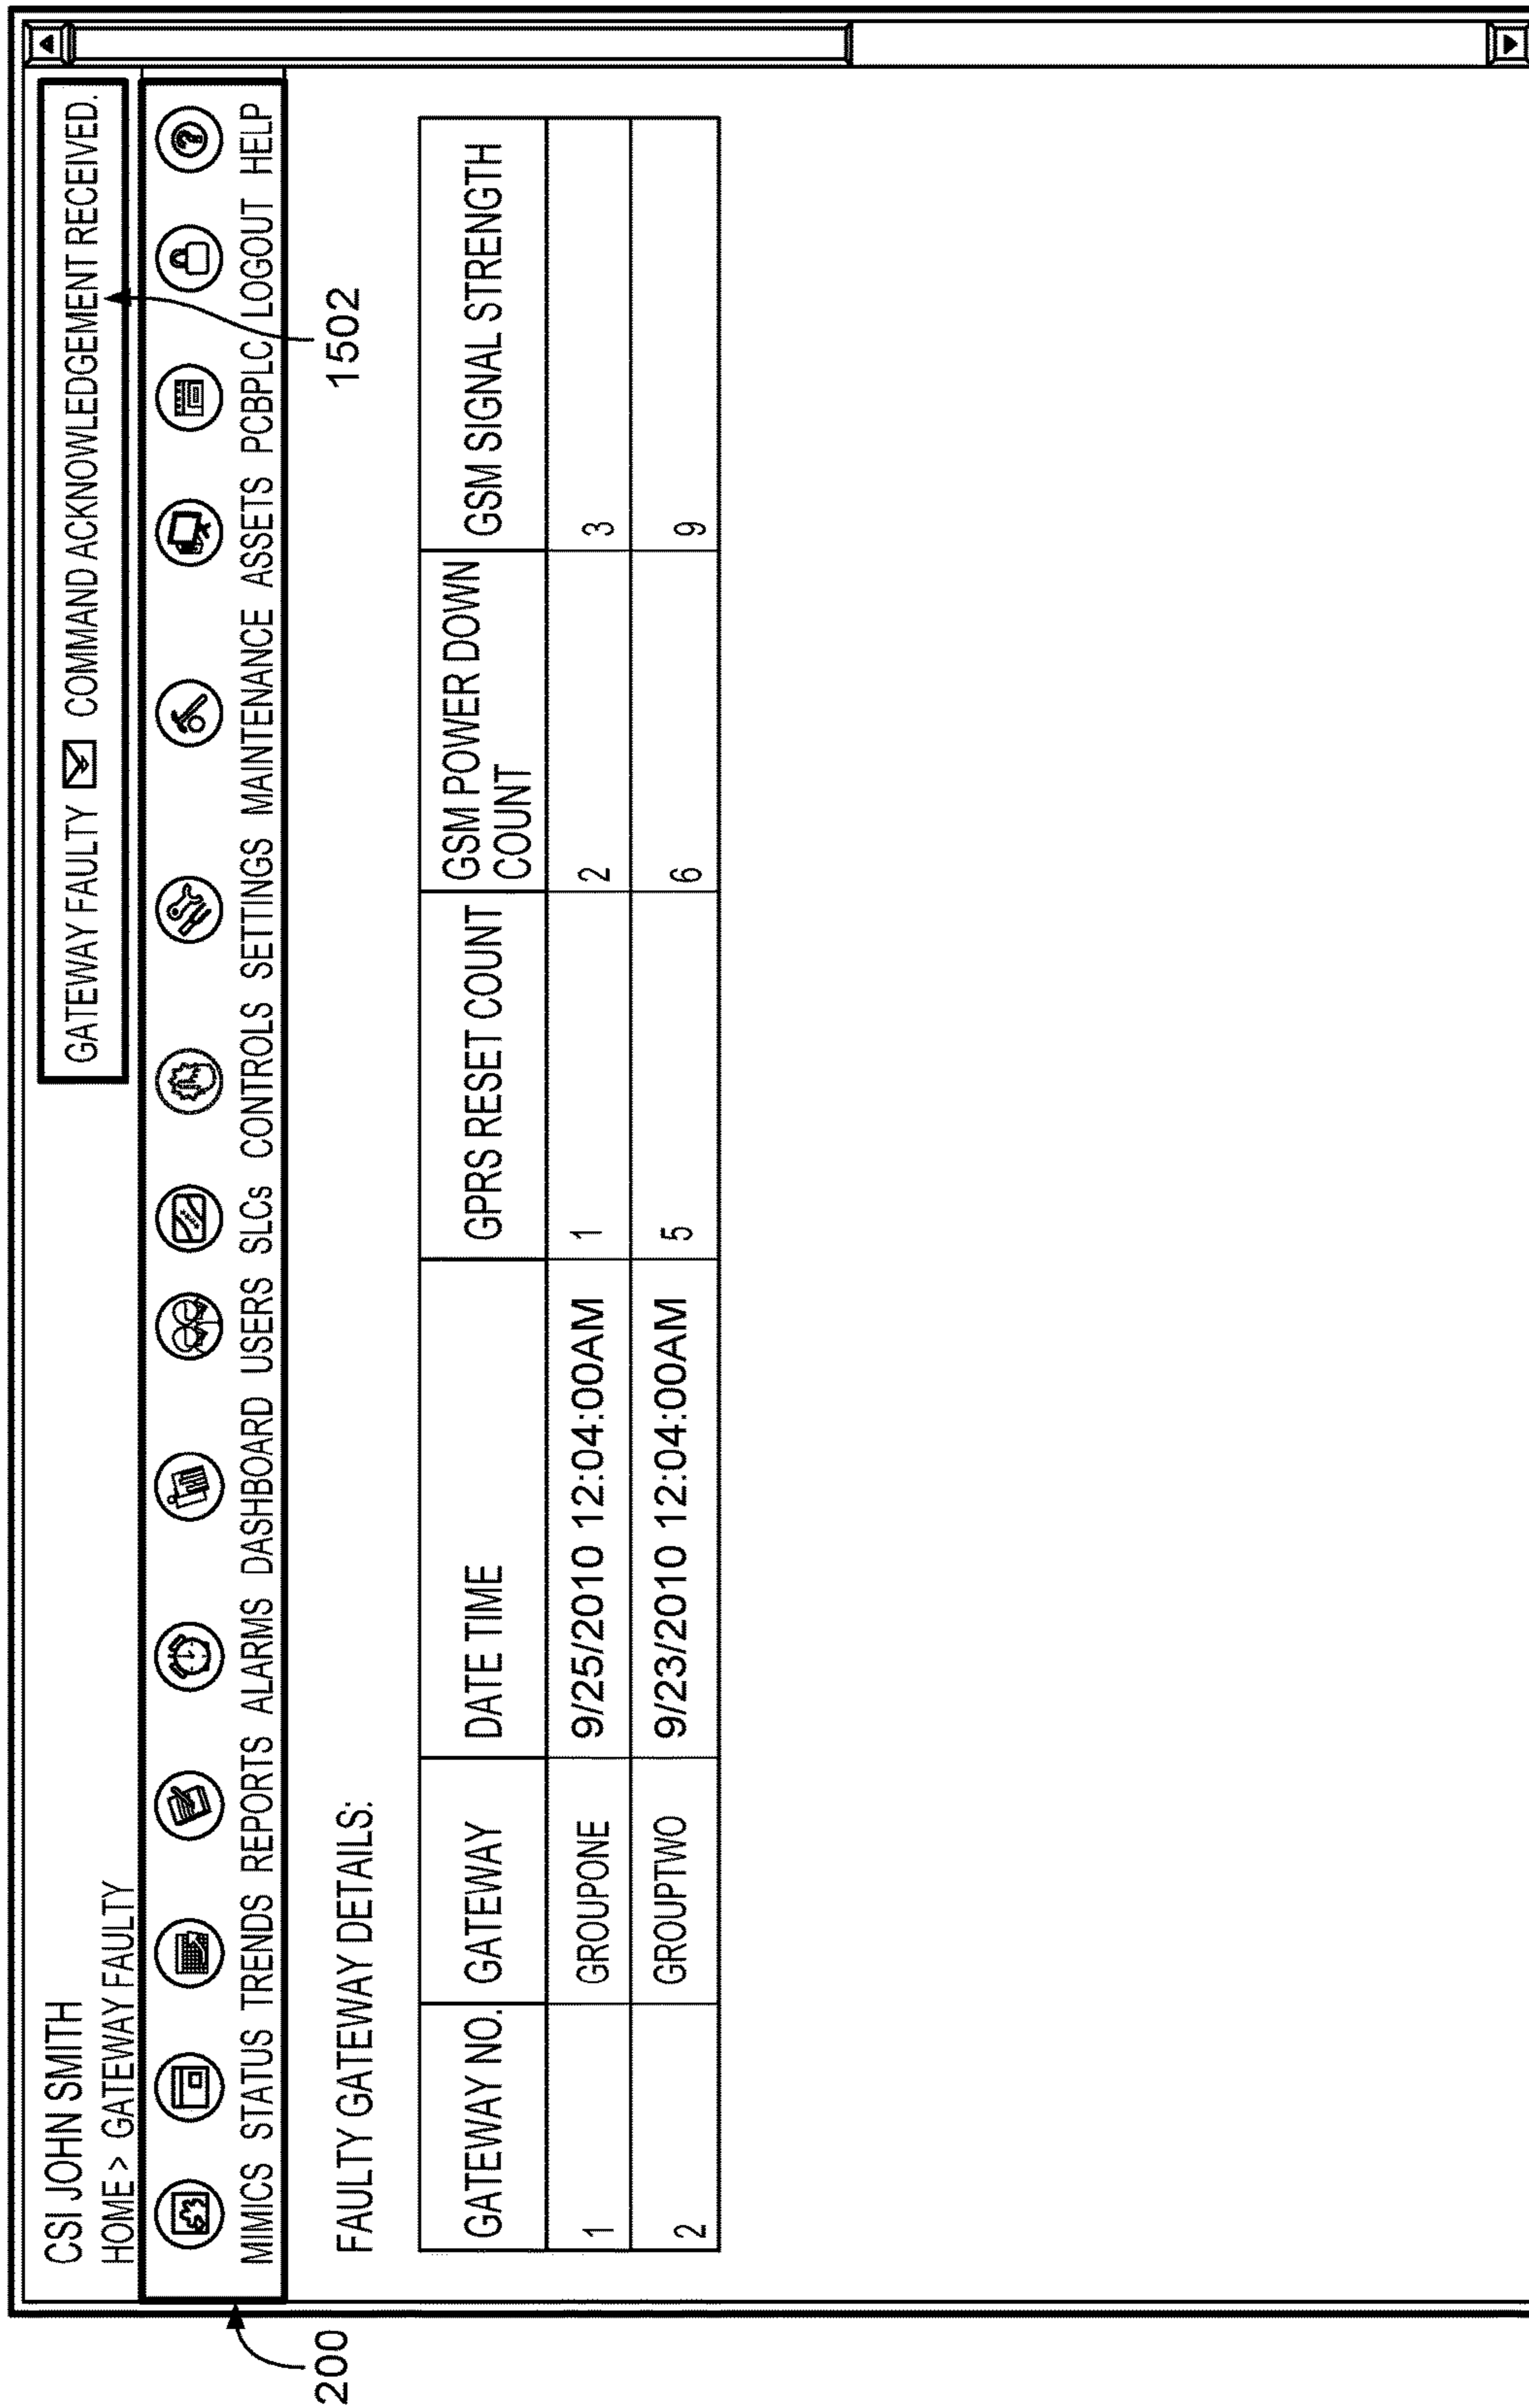 CSI JOHN SMITH
GATEWAY FAULTY COMMAND ACKNOWLEDGEMENT RECEIVED.
HOME > GATEWAY FAULTY
MIMICS STATUS TRENDS REPORTS ALARMS DASHBOARD USERS SLCs CONTROLS SETTINGS MAINTENANCE ASSETS PCBPLC LOGOUT HELP
200
1502
FAULTY GATEWAY DETAILS:
GATEWAY NO. GATEWAY DATE TIME GPRS RESET COUNT GSM POWER DOWN COUNT GSM SIGNAL STRENGTH
1 GROUPONE 9/25/2010 12:04:00AM 1 2 3
2 GROUPTWO 9/23/2010 12:04:00AM 5 6 9